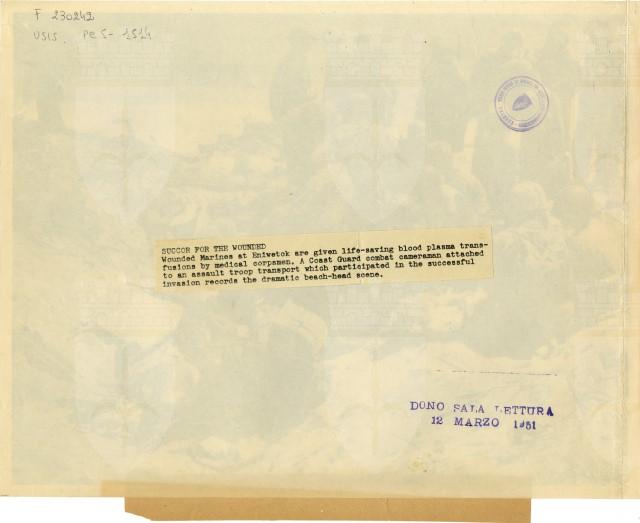 F 230242
USIS. PE 5-1514
SUCCOR FOR THE WOUNDED
Wounded Marines at Eniwetok are given life-saving blood plasma trans-
fusions by medical corpsmen. A Coast Guard combat cameraman attached
to an assault troop transport which participated in the successful
invasion records the dramatic beach-head scene.
DONO SALA LETTURA
12 MARZO 1951